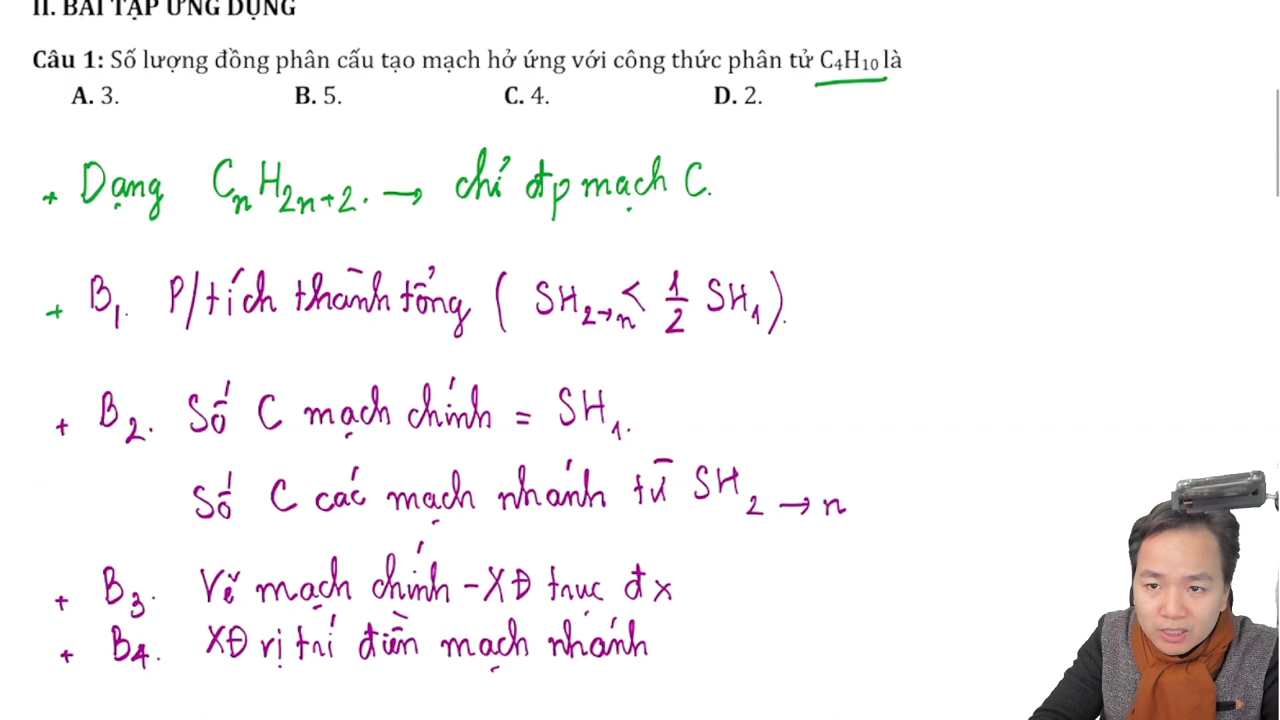 II. BÀI TẬP ỨNG DỤNG
Câu 1: Số lượng đồng phân cấu tạo mạch hở ứng với công thức phân tử C₄H₁₀ là
A. 3. B. 5. C. 4. D. 2.
+ Dạng CₙH₂ₙ₊₂. → chỉ đp mạch C.
+ B₁. P/tích thành tổng ( SH₂→ₙ < 1/2 SH₁ ).
+ B₂. Số C mạch chính = SH₁.
Số C các mạch nhánh từ SH₂→ₙ
+ B₃. Vẽ mạch chính - XĐ trục đx
+ B₄. XĐ vị trí điền mạch nhánh